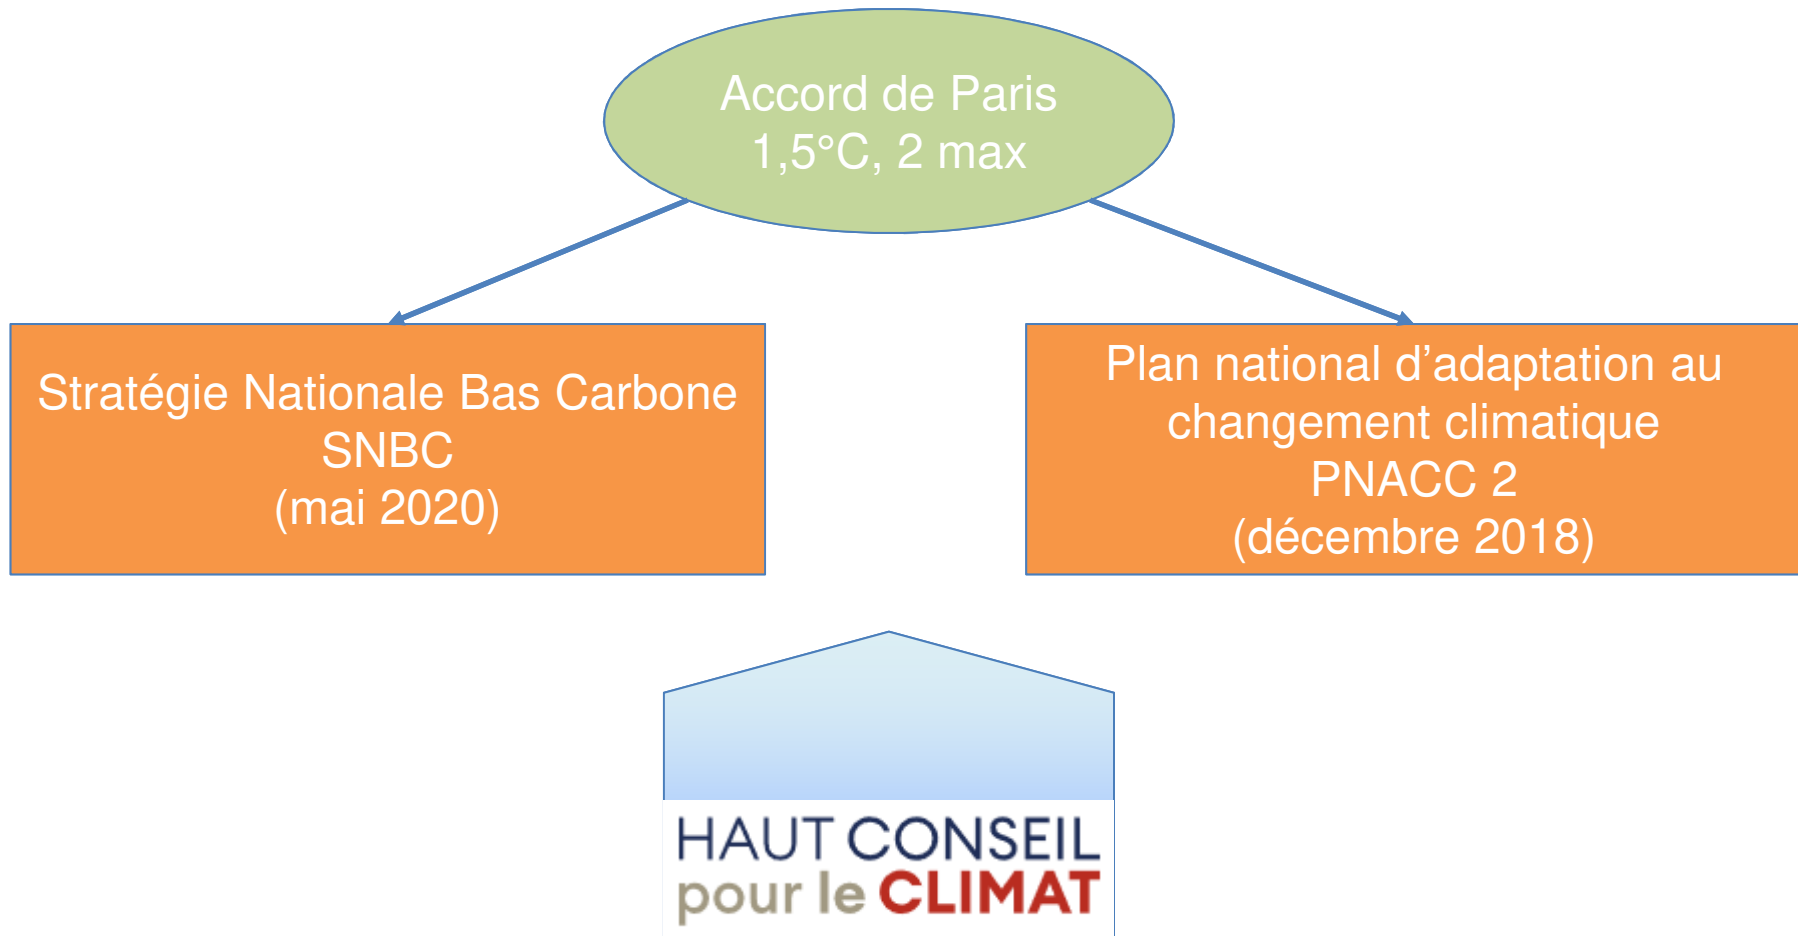 Accord de Paris
1,5°C, 2 max
Stratégie Nationale Bas Carbone
SNBC
(mai 2020)
Plan national d’adaptation au
changement climatique
PNACC 2
(décembre 2018)
HAUT CONSEIL
pour le CLIMAT